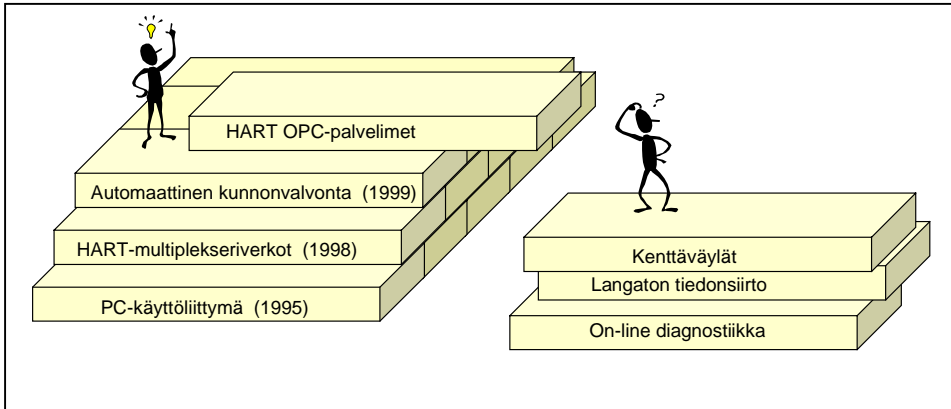 ?
HART OPC-palvelimet
Automaattinen kunnonvalvonta (1999)
HART-multiplekseriverkot (1998)
PC-käyttöliittymä (1995)
Kenttäväylät
Langaton tiedonsiirto
On-line diagnostiikka